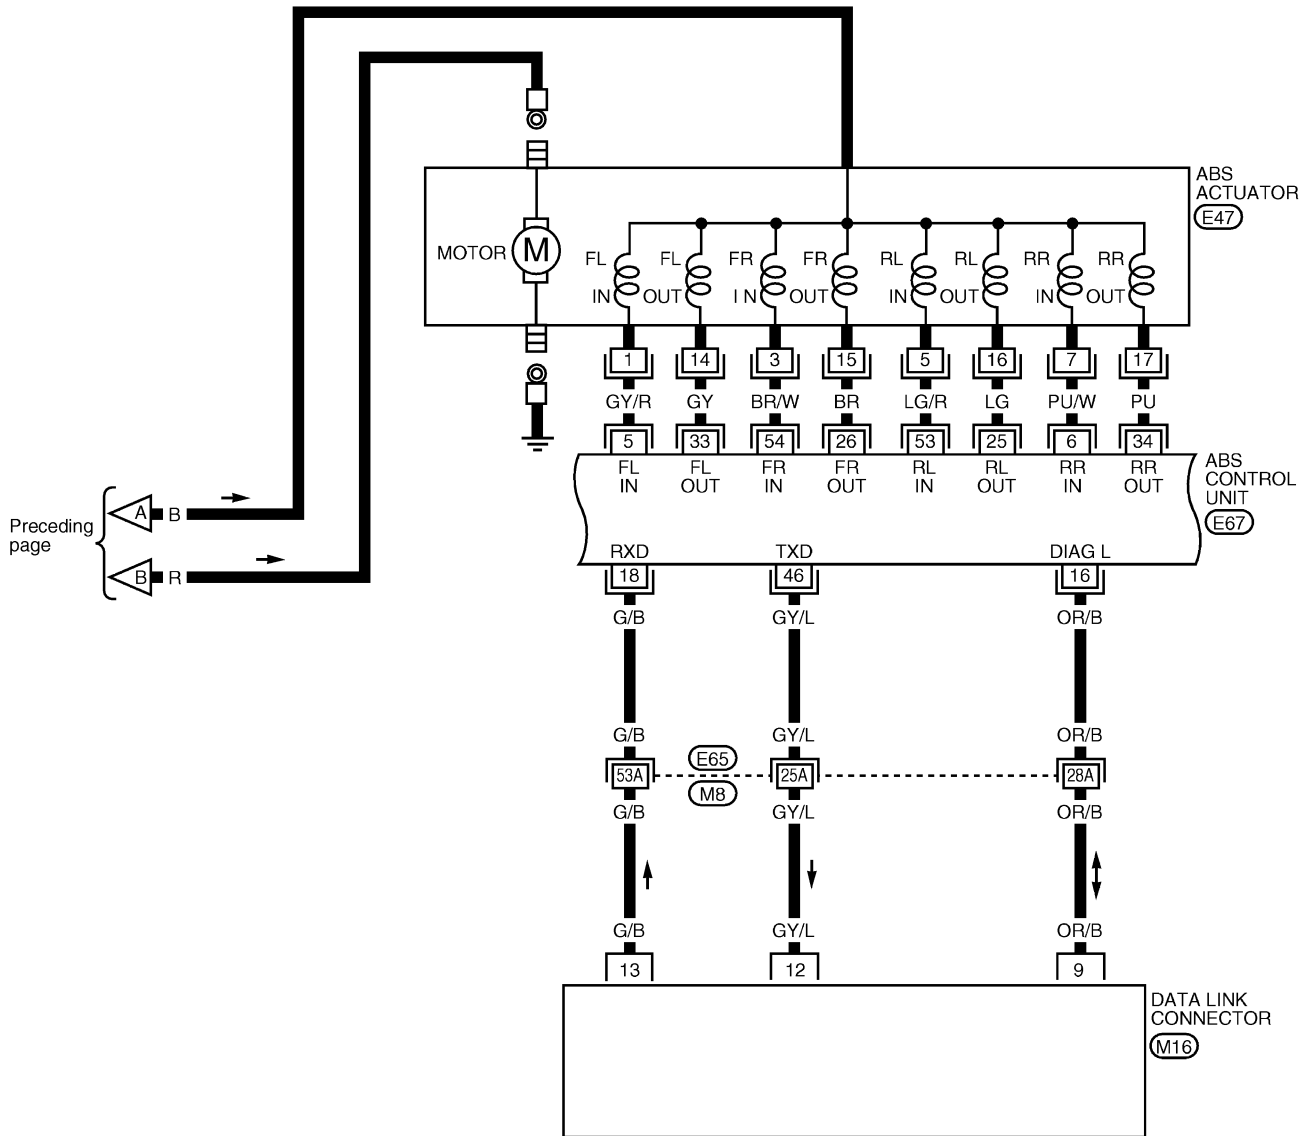 ABS
ACTUATOR
E47
MOTOR
M
FL FL FR FR RL RL RR RR
IN OUT I N OUT IN OUT IN OUT
1 14 3 15 5 16 7 17
GY/R GY BR/W BR LG/R LG PU/W PU
5 33 54 26 53 25 6 34
FL FL FR FR RL RL RR RR
IN OUT IN OUT IN OUT IN OUT
ABS
CONTROL
UNIT
E67
Preceding
page
A B
B R
RXD TXD DIAG L
18 46 16
G/B GY/L OR/B
G/B GY/L OR/B
E65
53A 25A 28A
M8
G/B GY/L OR/B
G/B GY/L OR/B
13 12 9
DATA LINK
CONNECTOR
M16